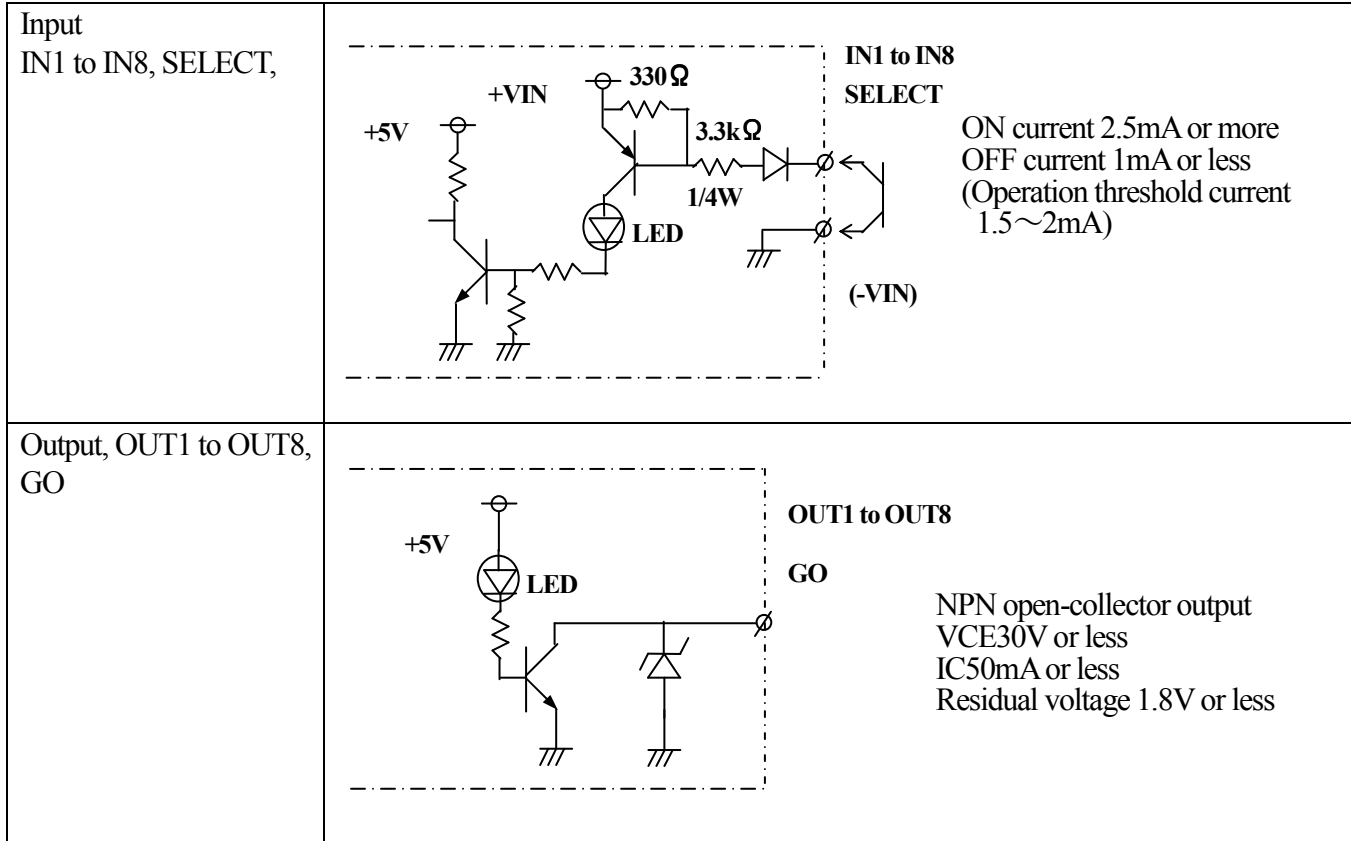 Input
IN1 to IN8, SELECT,
IN1 to IN8
SELECT
330Ω
+VIN
+5V
3.3kΩ
1/4W
LED
(-VIN)
ON current 2.5mA or more
OFF current 1mA or less
(Operation threshold current
1.5～2mA)
Output, OUT1 to OUT8,
GO
OUT1 to OUT8
GO
+5V
LED
NPN open-collector output
VCE30V or less
IC50mA or less
Residual voltage 1.8V or less